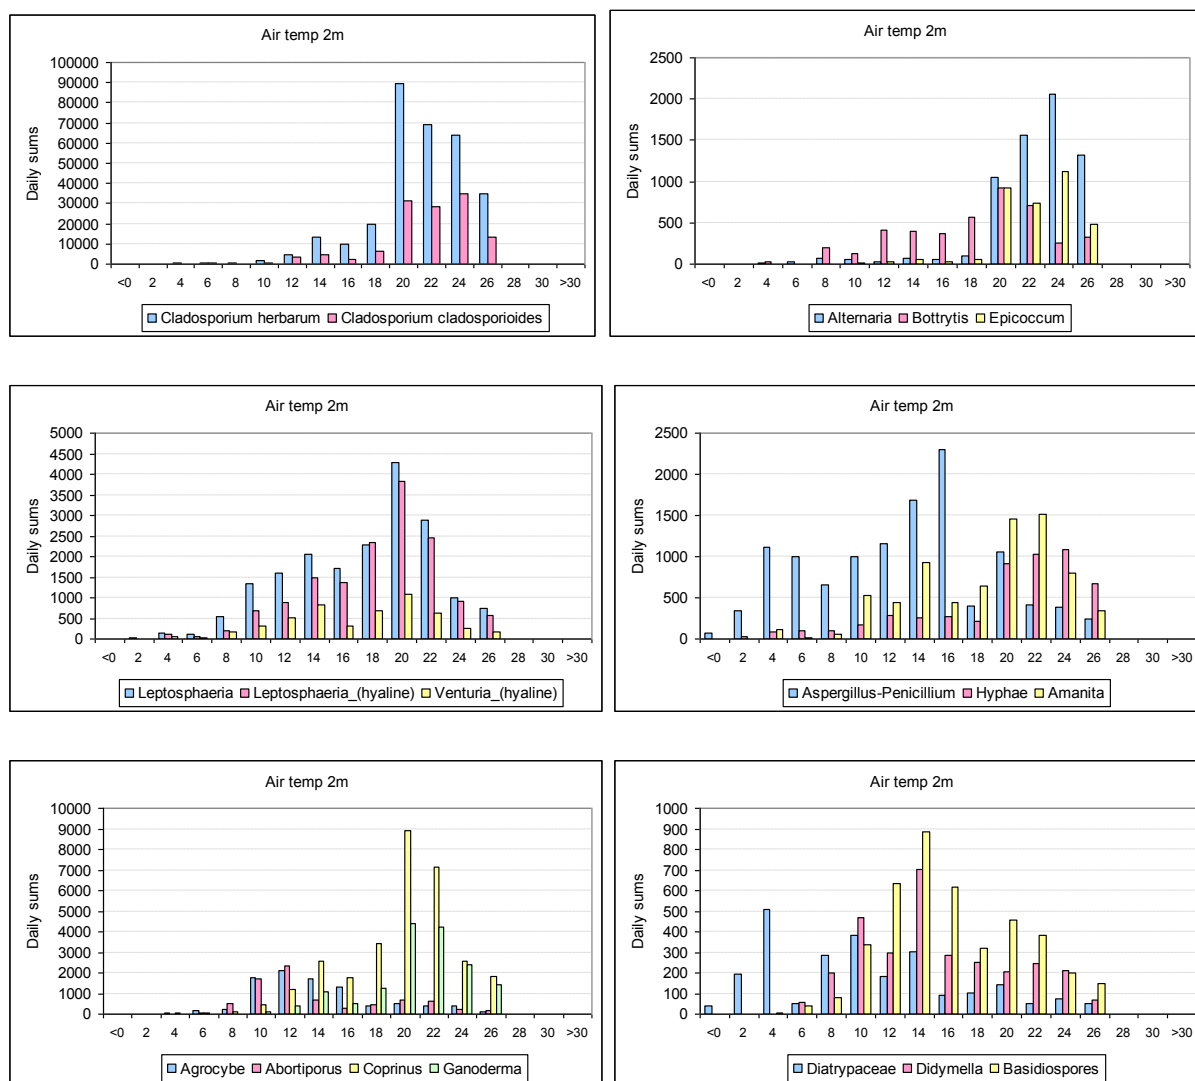 Air temp 2m
Daily sums
100000
90000
80000
70000
60000
50000
40000
30000
20000
10000
0
<0 2 4 6 8 10 12 14 16 18 20 22 24 26 28 30 >30
Cladosporium herbarum Cladosporium cladosporioides
Air temp 2m
Daily sums
2500
2000
1500
1000
500
0
<0 2 4 6 8 10 12 14 16 18 20 22 24 26 28 30 >30
Alternaria Bottrytis Epicoccum
Air temp 2m
Daily sums
5000
4500
4000
3500
3000
2500
2000
1500
1000
500
0
<0 2 4 6 8 10 12 14 16 18 20 22 24 26 28 30 >30
Leptosphaeria Leptosphaeria_(hyaline) Venturia_(hyaline)
Air temp 2m
Daily sums
2500
2000
1500
1000
500
0
<0 2 4 6 8 10 12 14 16 18 20 22 24 26 28 30 >30
Aspergillus-Penicillium Hyphae Amanita
Air temp 2m
Daily sums
10000
9000
8000
7000
6000
5000
4000
3000
2000
1000
0
<0 2 4 6 8 10 12 14 16 18 20 22 24 26 28 30 >30
Agrocybe Abortiporus Coprinus Ganoderma
Air temp 2m
Daily sums
1000
900
800
700
600
500
400
300
200
100
0
<0 2 4 6 8 10 12 14 16 18 20 22 24 26 28 30 >30
Diatrypaceae Didymella Basidiospores